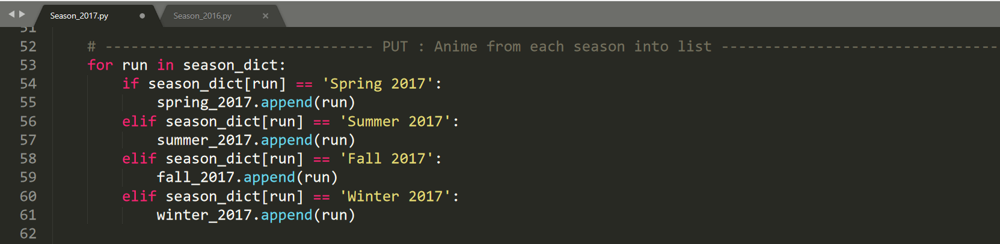 Season_2017.py
Season_2016.py ×
51
52 # ------------------------------- PUT : Anime from each season into list --------------------------------
53 for run in season_dict:
54 if season_dict[run] == 'Spring 2017':
55 spring_2017.append(run)
56 elif season_dict[run] == 'Summer 2017':
57 summer_2017.append(run)
58 elif season_dict[run] == 'Fall 2017':
59 fall_2017.append(run)
60 elif season_dict[run] == 'Winter 2017':
61 winter_2017.append(run)
62